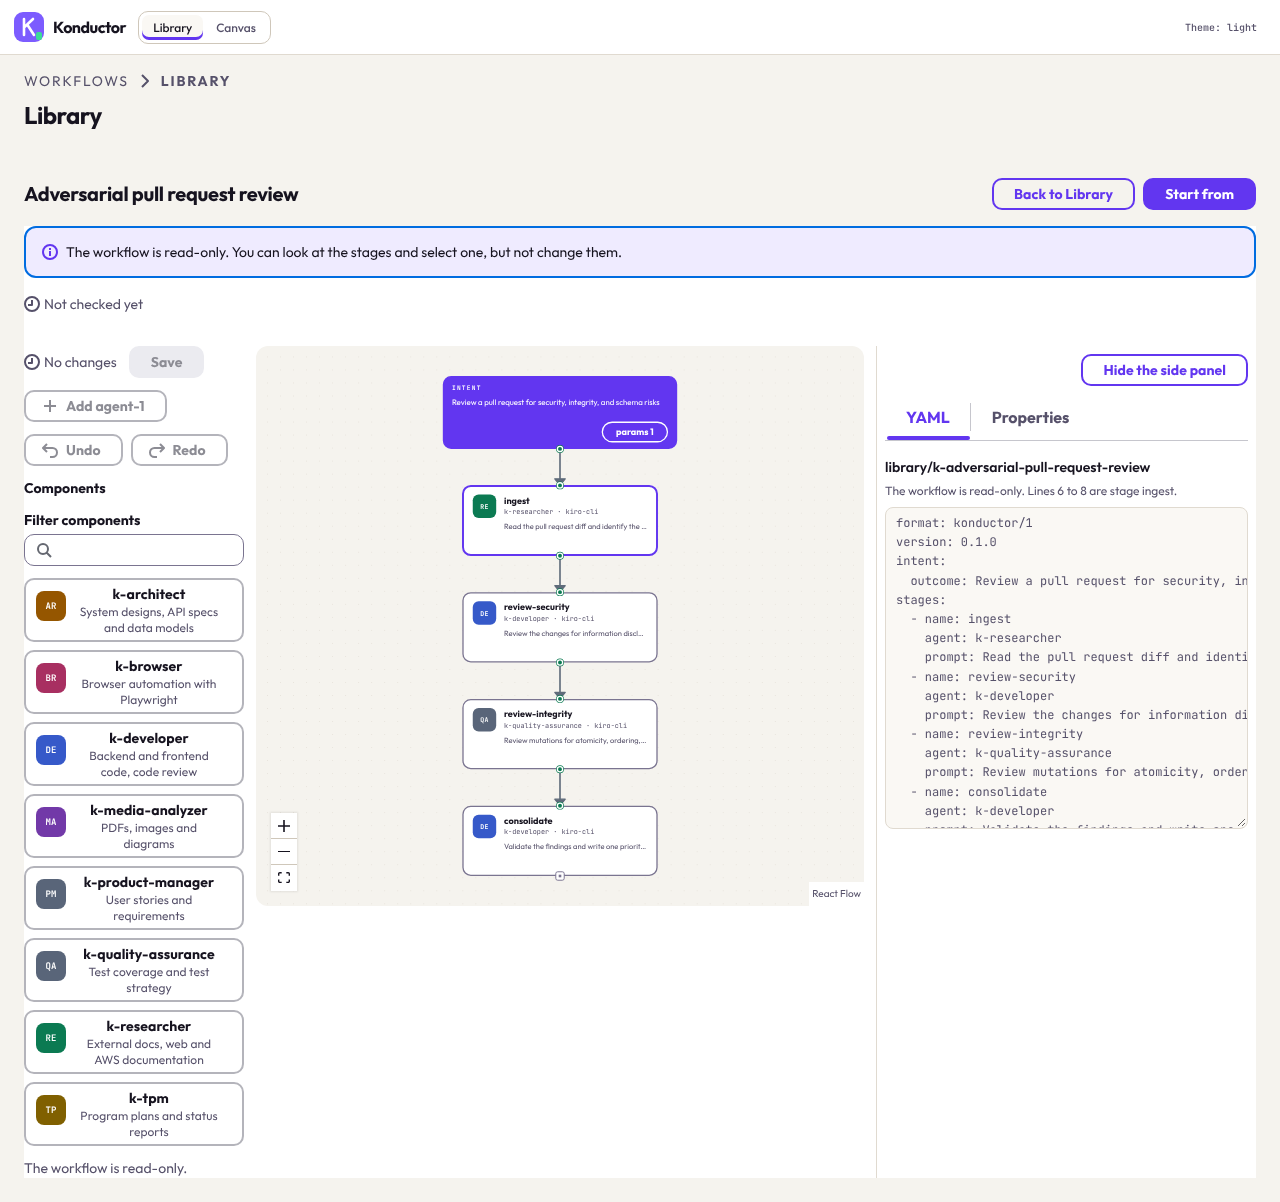 Konductor
Library
Canvas
Theme: light
WORKFLOWS > LIBRARY
Library
Adversarial pull request review
Back to Library
Start from
The workflow is read-only. You can look at the stages and select one, but not change them.
Not checked yet
No changes
Save
Add agent-1
Undo
Redo
Components
Filter components
AR
k-architect
System designs, API specs
and data models
BR
k-browser
Browser automation with
Playwright
DE
k-developer
Backend and frontend
code, code review
MA
k-media-analyzer
PDFs, images and
diagrams
PM
k-product-manager
User stories and
requirements
QA
k-quality-assurance
Test coverage and test
strategy
RE
k-researcher
External docs, web and
AWS documentation
TP
k-tpm
Program plans and status
reports
The workflow is read-only.
INTENT
Review a pull request for security, integrity, and schema risks
params 1
RE
ingest
k-researcher · kiro-cli
Read the pull request diff and identify the ...
DE
review-security
k-developer · kiro-cli
Review the changes for information discl...
QA
review-integrity
k-quality-assurance · kiro-cli
Review mutations for atomicity, ordering,...
DE
consolidate
k-developer · kiro-cli
Validate the findings and write one priorit...
React Flow
Hide the side panel
YAML
Properties
library/k-adversarial-pull-request-review
The workflow is read-only. Lines 6 to 8 are stage ingest.
format: konductor/1
version: 0.1.0
intent:
outcome: Review a pull request for security, in
stages:
- name: ingest
agent: k-researcher
prompt: Read the pull request diff and identi
- name: review-security
agent: k-developer
prompt: Review the changes for information di
- name: review-integrity
agent: k-quality-assurance
prompt: Review mutations for atomicity, order
- name: consolidate
agent: k-developer
prompt: Validate the findings and write one